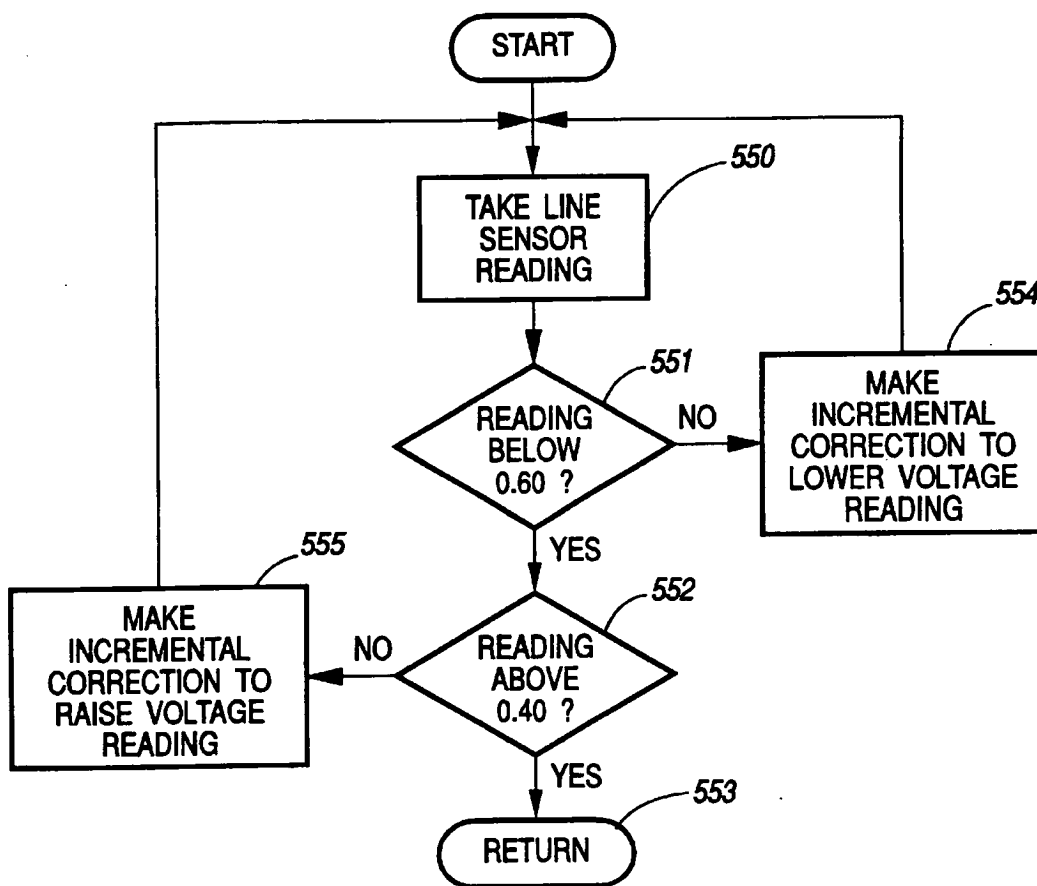 START
550
TAKE LINE
SENSOR
READING
554
551
READING
BELOW
0.60 ?
NO
MAKE
INCREMENTAL
CORRECTION TO
LOWER VOLTAGE
READING
YES
555
552
MAKE
INCREMENTAL
CORRECTION TO
RAISE VOLTAGE
READING
NO
READING
ABOVE
0.40 ?
YES
553
RETURN